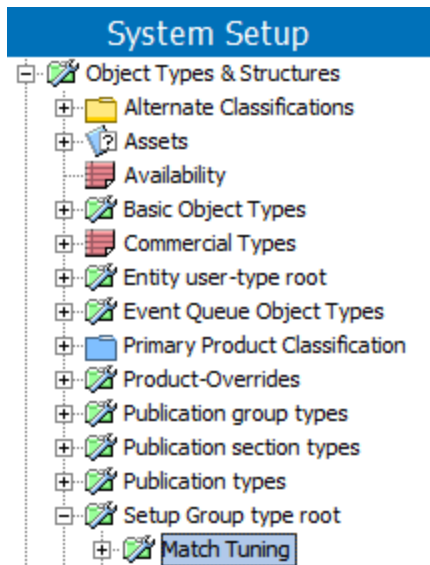 System Setup
Object Types & Structures
Alternate Classifications
Assets
Availability
Basic Object Types
Commercial Types
Entity user-type root
Event Queue Object Types
Primary Product Classification
Product-Overrides
Publication group types
Publication section types
Publication types
Setup Group type root
Match Tuning